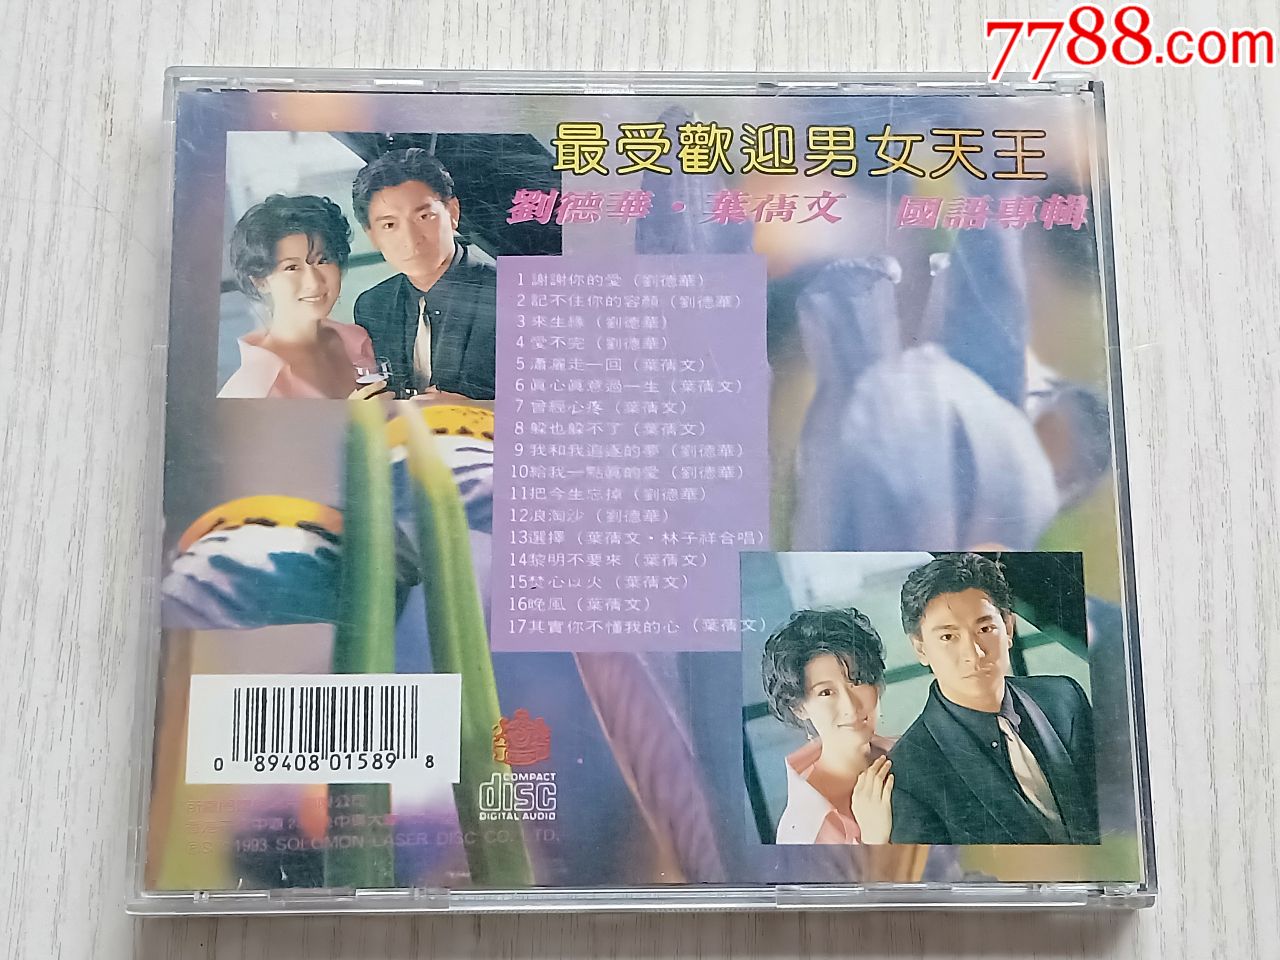 7788.com
最受歡迎男女天王
劉德華·葉蒨文 國語專輯
1 謝謝你的愛（劉德華）
2 記不住你的容顏（劉德華）
3 來生緣（劉德華）
4 愛不完（劉德華）
5 瀟灑走一回（葉蒨文）
6 眞心眞意過一生（葉蒨文）
7 曾經心疼（葉蒨文）
8 躲也躲不了（葉蒨文）
9 我和我追逐的夢（劉德華）
10 給我一點眞的愛（劉德華）
11 把今生忘掉（劉德華）
12 浪淘沙（劉德華）
13 選擇（葉蒨文·林子祥合唱）
14 黎明不要來（葉蒨文）
15 焚心以火（葉蒨文）
16 晚風（葉蒨文）
17 其實你不懂我的心（葉蒨文）
0 89408 01589 8
COMPACT
disc
DIGITAL AUDIO
1993 SOLOMON LASER DISC CO. LTD.